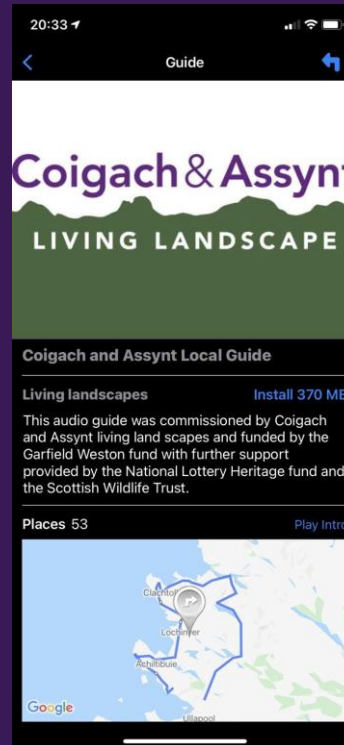 20:33
Guide
Coigach & Assynt
LIVING LANDSCAPE
Coigach and Assynt Local Guide
Living landscapes
Install 370 MB
This audio guide was commissioned by Coigach
and Assynt living land scapes and funded by the
Garfield Weston fund with further support
provided by the National Lottery Heritage fund and
the Scottish Wildlife Trust.
Places 53
Play Intro
Clachtoll
Lochinver
Achiltibuie
Ullapool
Google